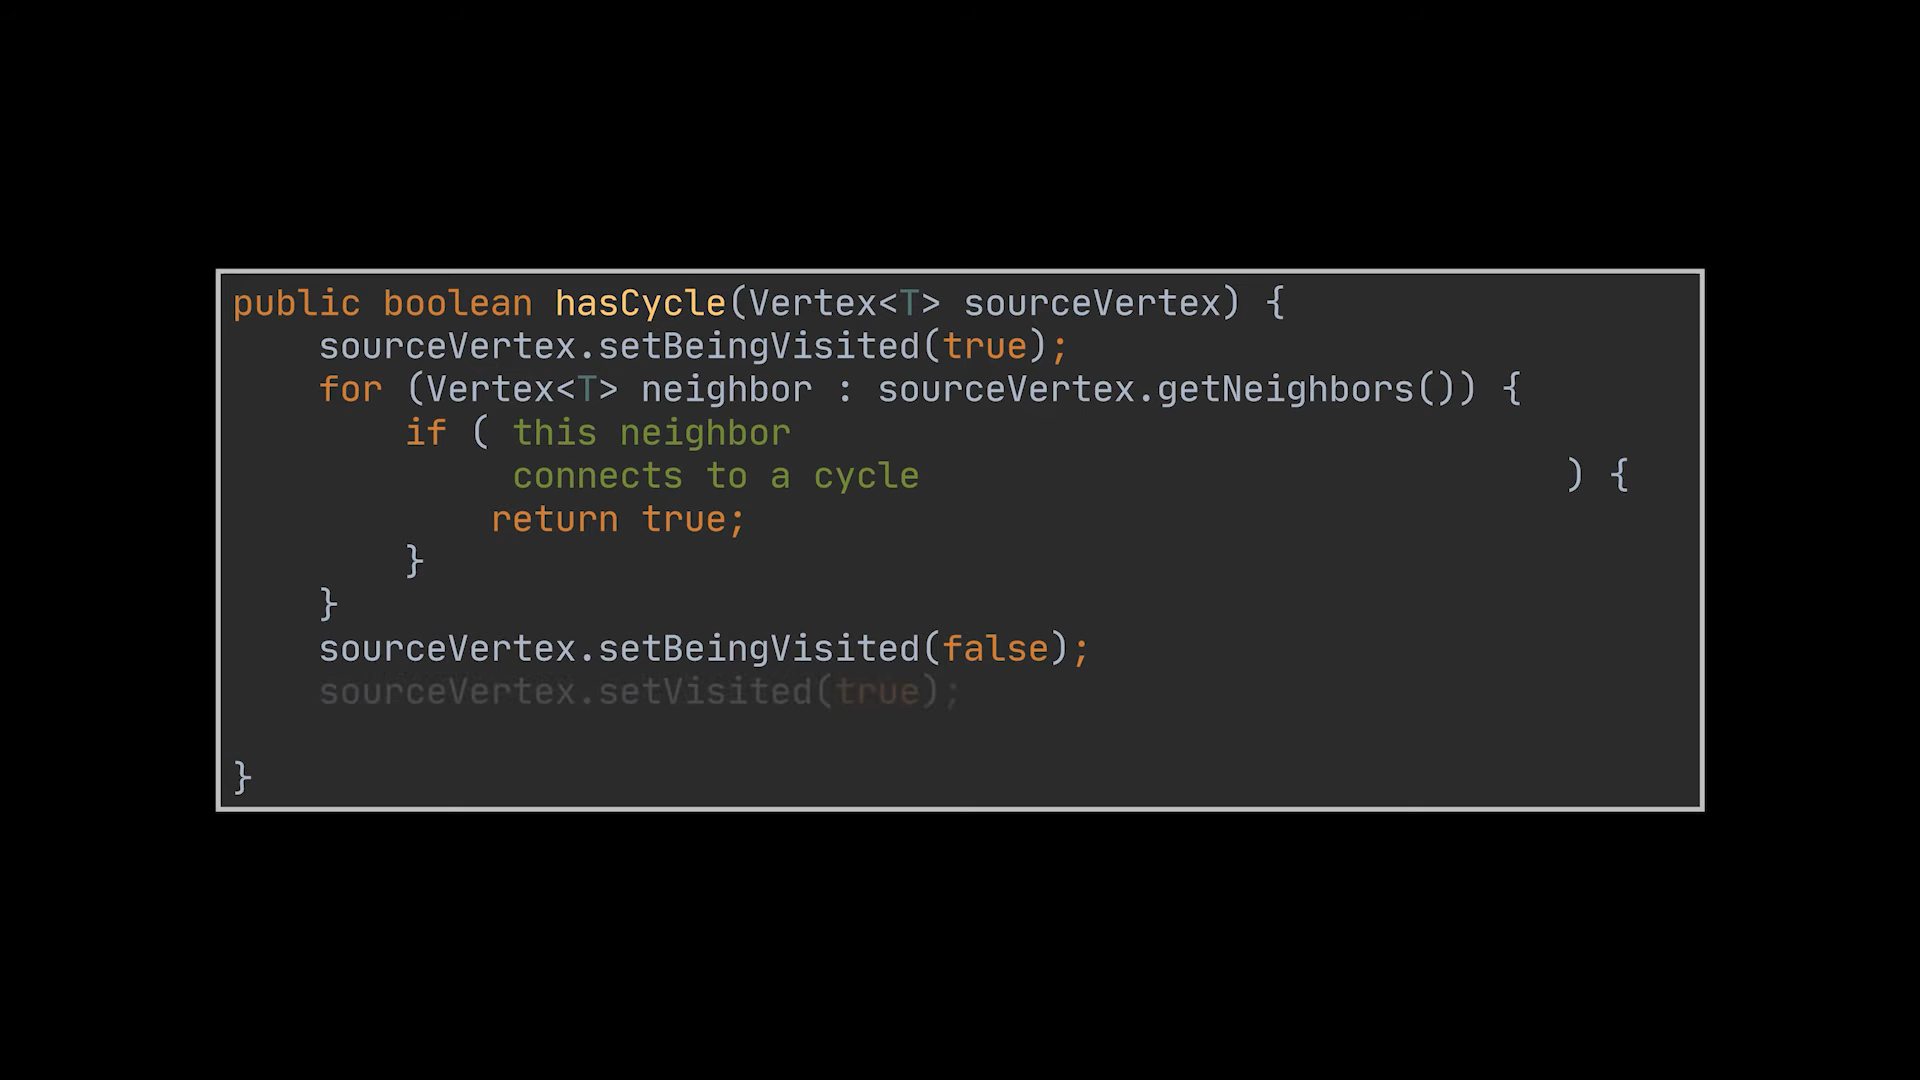 public boolean hasCycle(Vertex<T> sourceVertex) {
    sourceVertex.setBeingVisited(true);
    for (Vertex<T> neighbor : sourceVertex.getNeighbors()) {
        if ( this neighbor
             connects to a cycle                              ) {
            return true;
        }
    }
    sourceVertex.setBeingVisited(false);
    sourceVertex.setVisited(true);
}